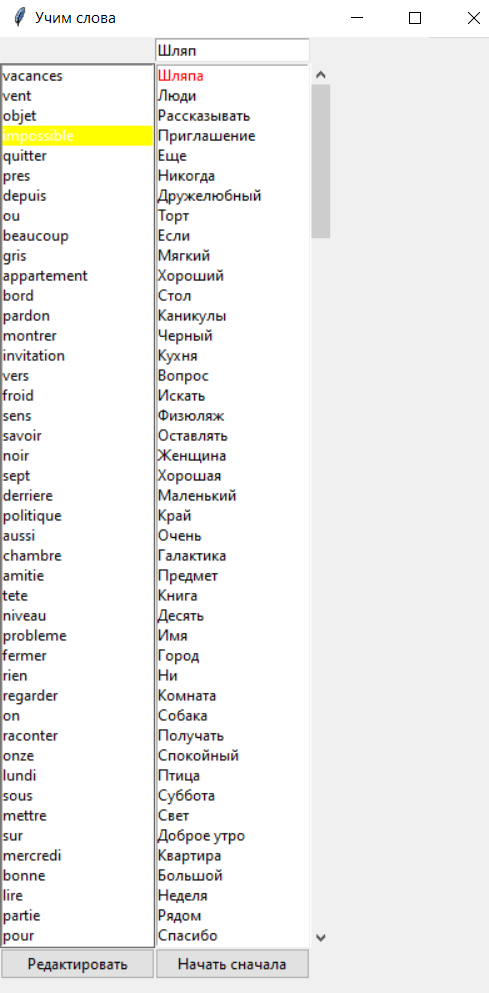 Учим слова
Шляп
vacances Шляпа
vent Люди
objet Рассказывать
impossible Приглашение
quitter Еще
pres Никогда
depuis Дружелюбный
ou Торт
beaucoup Если
gris Мягкий
appartement Хороший
bord Стол
pardon Каникулы
montrer Черный
invitation Кухня
vers Вопрос
froid Искать
sens Физюляж
savoir Оставлять
noir Женщина
sept Хорошая
derriere Маленький
politique Край
aussi Очень
chambre Галактика
amitie Предмет
tete Книга
niveau Десять
probleme Имя
fermer Город
rien Ни
regarder Комната
on Собака
raconter Получать
onze Спокойный
lundi Птица
sous Суббота
mettre Свет
sur Доброе утро
mercredi Квартира
bonne Большой
lire Неделя
partie Рядом
pour Спасибо
Редактировать Начать сначала